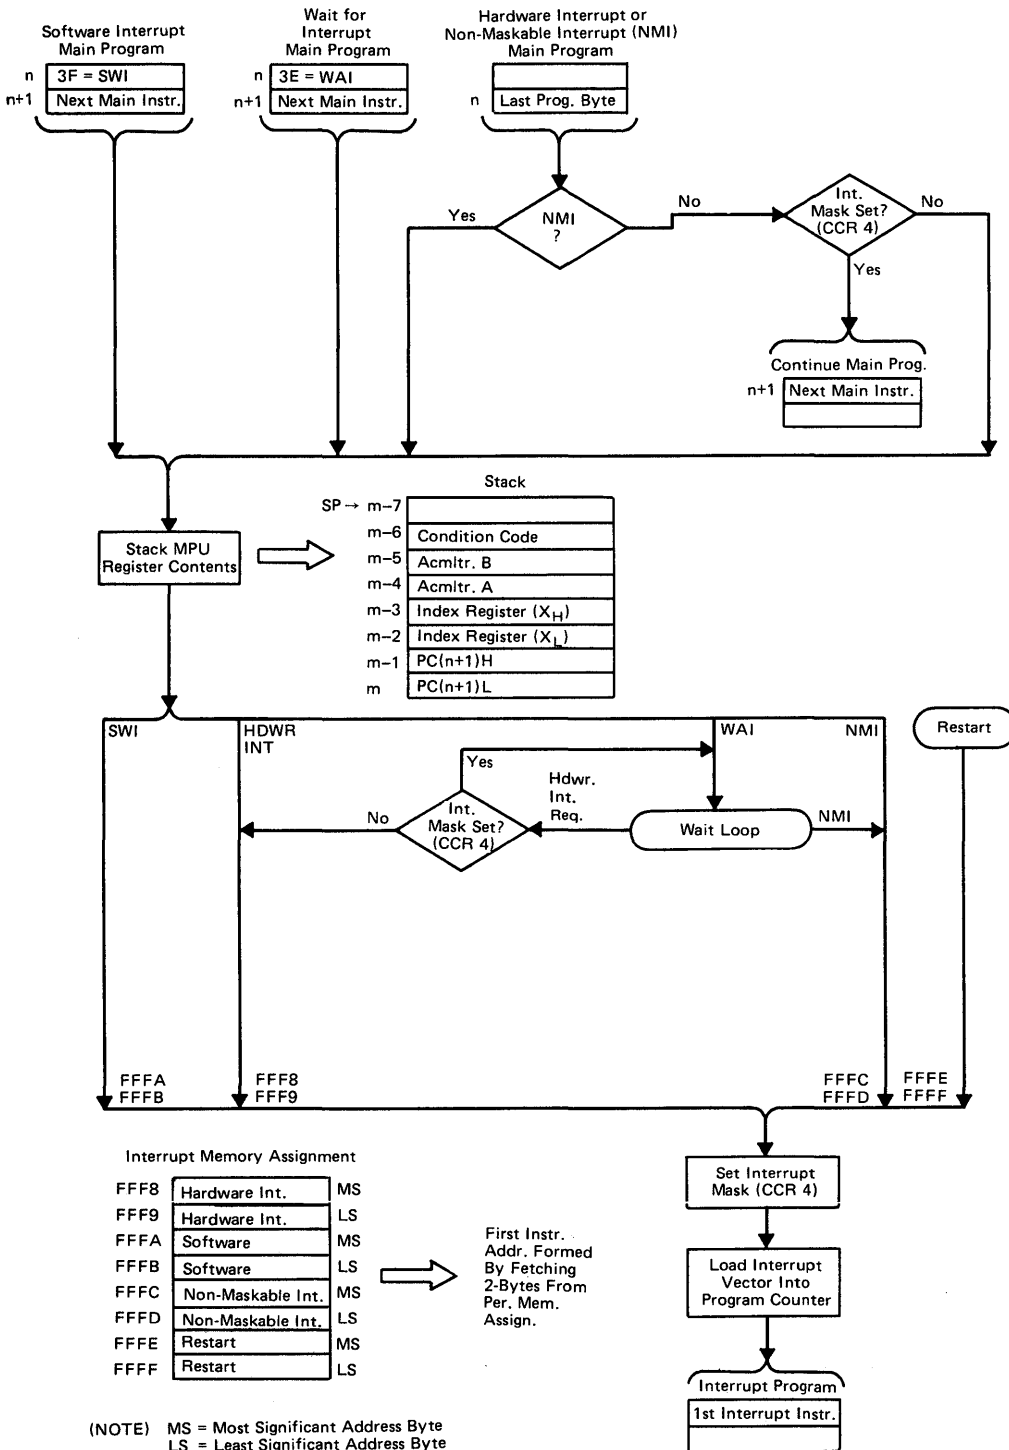 Software Interrupt
Main Program
n 3F = SWI
n+1 Next Main Instr.
Wait for
Interrupt
Main Program
n 3E = WAI
n+1 Next Main Instr.
Hardware Interrupt or
Non-Maskable Interrupt (NMI)
Main Program
n Last Prog. Byte
Yes
NMI
?
No
Int.
Mask Set?
(CCR 4)
No
Yes
Continue Main Prog.
n+1 Next Main Instr.
Stack MPU
Register Contents
Stack
SP → m–7
m–6 Condition Code
m–5 Acmltr. B
m–4 Acmltr. A
m–3 Index Register (XH)
m–2 Index Register (XL)
m–1 PC(n+1)H
m PC(n+1)L
SWI
HDWR
INT
WAI
NMI
Restart
Yes
No
Int.
Mask Set?
(CCR 4)
Hdwr.
Int.
Req.
Wait Loop
NMI
FFFA
FFFB
FFF8
FFF9
FFFC
FFFD
FFFE
FFFF
Interrupt Memory Assignment
FFF8 Hardware Int. MS
FFF9 Hardware Int. LS
FFFA Software MS
FFFB Software LS
FFFC Non-Maskable Int. MS
FFFD Non-Maskable Int. LS
FFFE Restart MS
FFFF Restart LS
First Instr.
Addr. Formed
By Fetching
2-Bytes From
Per. Mem.
Assign.
Set Interrupt
Mask (CCR 4)
Load Interrupt
Vector Into
Program Counter
Interrupt Program
1st Interrupt Instr.
(NOTE) MS = Most Significant Address Byte
LS = Least Significant Address Byte